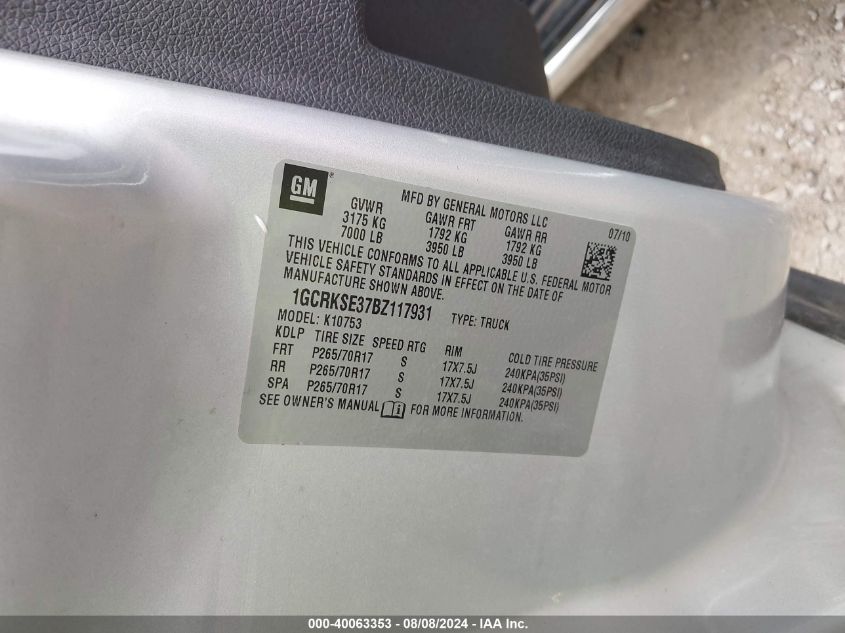 GM ®
MFD BY GENERAL MOTORS LLC
07/10
GVWR GAWR FRT GAWR RR
3175 KG 1792 KG 1792 KG
7000 LB 3950 LB 3950 LB
THIS VEHICLE CONFORMS TO ALL APPLICABLE U.S. FEDERAL MOTOR
VEHICLE SAFETY STANDARDS IN EFFECT ON THE DATE OF
MANUFACTURE SHOWN ABOVE.
1GCRKSE37BZ117931 TYPE: TRUCK
MODEL: K10753
KDLP TIRE SIZE SPEED RTG RIM COLD TIRE PRESSURE
FRT P265/70R17 S 17X7.5J 240KPA(35PSI)
RR P265/70R17 S 17X7.5J 240KPA(35PSI)
SPA P265/70R17 S 17X7.5J 240KPA(35PSI)
SEE OWNER'S MANUAL FOR MORE INFORMATION.
000-40063353 - 08/08/2024 - IAA Inc.